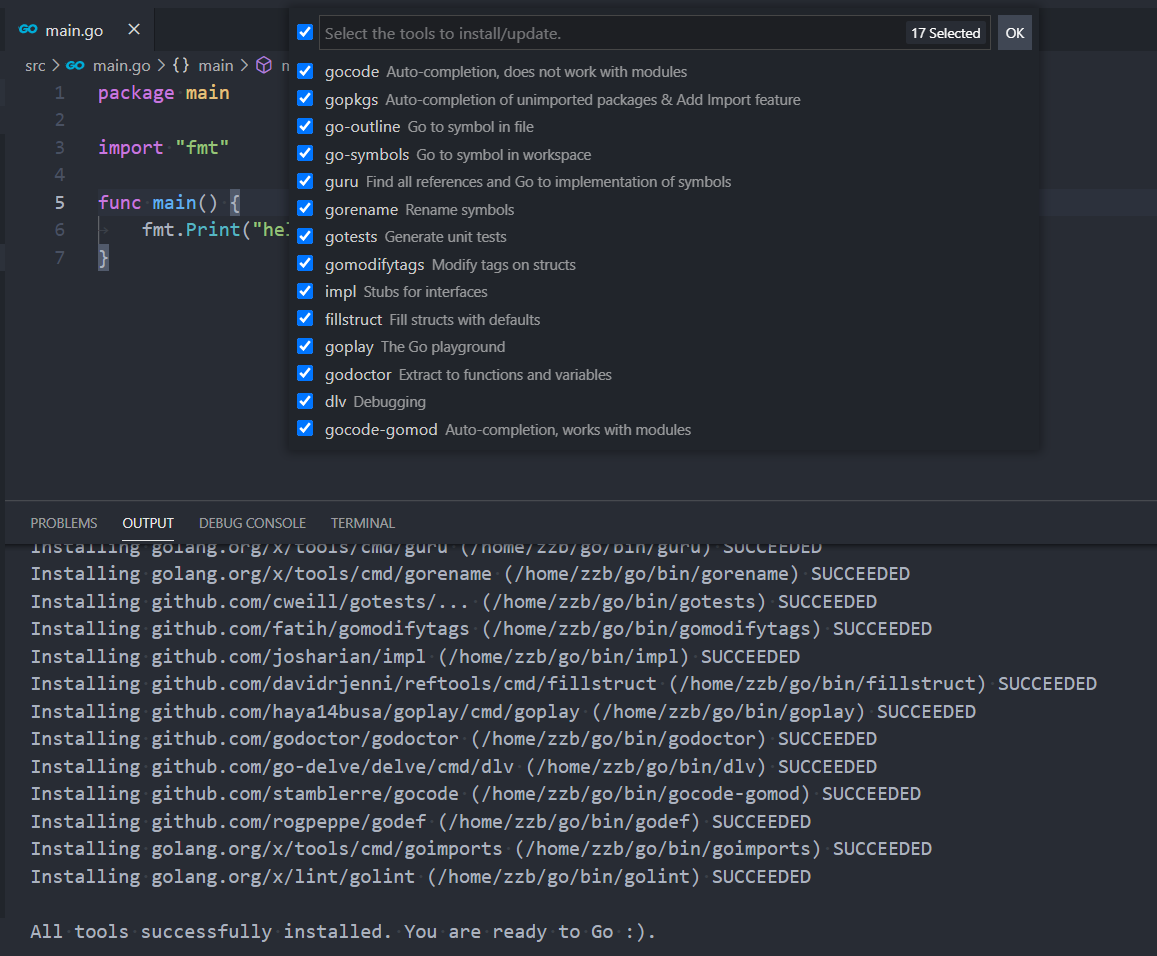 GO main.go ×
Select the tools to install/update. 17 Selected OK
src > GO main.go > {} main >
gocode Auto-completion, does not work with modules
gopkgs Auto-completion of unimported packages & Add Import feature
go-outline Go to symbol in file
go-symbols Go to symbol in workspace
guru Find all references and Go to implementation of symbols
gorename Rename symbols
gotests Generate unit tests
gomodifytags Modify tags on structs
impl Stubs for interfaces
fillstruct Fill structs with defaults
goplay The Go playground
godoctor Extract to functions and variables
dlv Debugging
gocode-gomod Auto-completion, works with modules
1 package main
2
3 import "fmt"
4
5 func main() {
6 fmt.Print("hel
7 }
PROBLEMS OUTPUT DEBUG CONSOLE TERMINAL
Installing golang.org/x/tools/cmd/guru (/home/zzb/go/bin/guru) SUCCEEDED
Installing golang.org/x/tools/cmd/gorename (/home/zzb/go/bin/gorename) SUCCEEDED
Installing github.com/cweill/gotests/... (/home/zzb/go/bin/gotests) SUCCEEDED
Installing github.com/fatih/gomodifytags (/home/zzb/go/bin/gomodifytags) SUCCEEDED
Installing github.com/josharian/impl (/home/zzb/go/bin/impl) SUCCEEDED
Installing github.com/davidrjenni/reftools/cmd/fillstruct (/home/zzb/go/bin/fillstruct) SUCCEEDED
Installing github.com/haya14busa/goplay/cmd/goplay (/home/zzb/go/bin/goplay) SUCCEEDED
Installing github.com/godoctor/godoctor (/home/zzb/go/bin/godoctor) SUCCEEDED
Installing github.com/go-delve/delve/cmd/dlv (/home/zzb/go/bin/dlv) SUCCEEDED
Installing github.com/stamblerre/gocode (/home/zzb/go/bin/gocode-gomod) SUCCEEDED
Installing github.com/rogpeppe/godef (/home/zzb/go/bin/godef) SUCCEEDED
Installing golang.org/x/tools/cmd/goimports (/home/zzb/go/bin/goimports) SUCCEEDED
Installing golang.org/x/lint/golint (/home/zzb/go/bin/golint) SUCCEEDED
All tools successfully installed. You are ready to Go :).